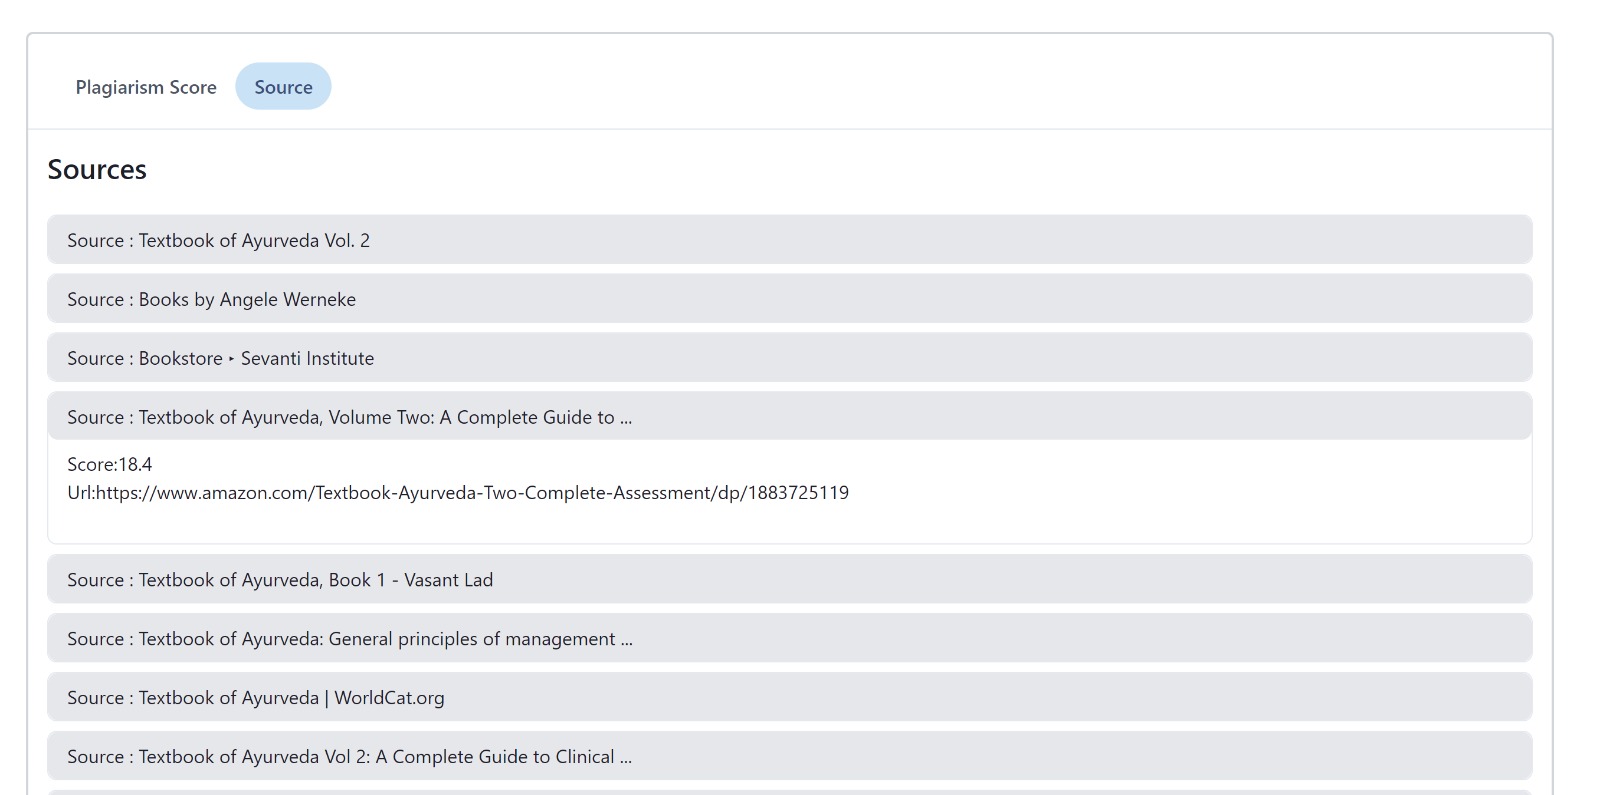 Plagiarism Score
Source
Sources
Source : Textbook of Ayurveda Vol. 2
Source : Books by Angele Werneke
Source : Bookstore ‣ Sevanti Institute
Source : Textbook of Ayurveda, Volume Two: A Complete Guide to ...
Score:18.4
Url:https://www.amazon.com/Textbook-Ayurveda-Two-Complete-Assessment/dp/1883725119
Source : Textbook of Ayurveda, Book 1 - Vasant Lad
Source : Textbook of Ayurveda: General principles of management ...
Source : Textbook of Ayurveda | WorldCat.org
Source : Textbook of Ayurveda Vol 2: A Complete Guide to Clinical ...